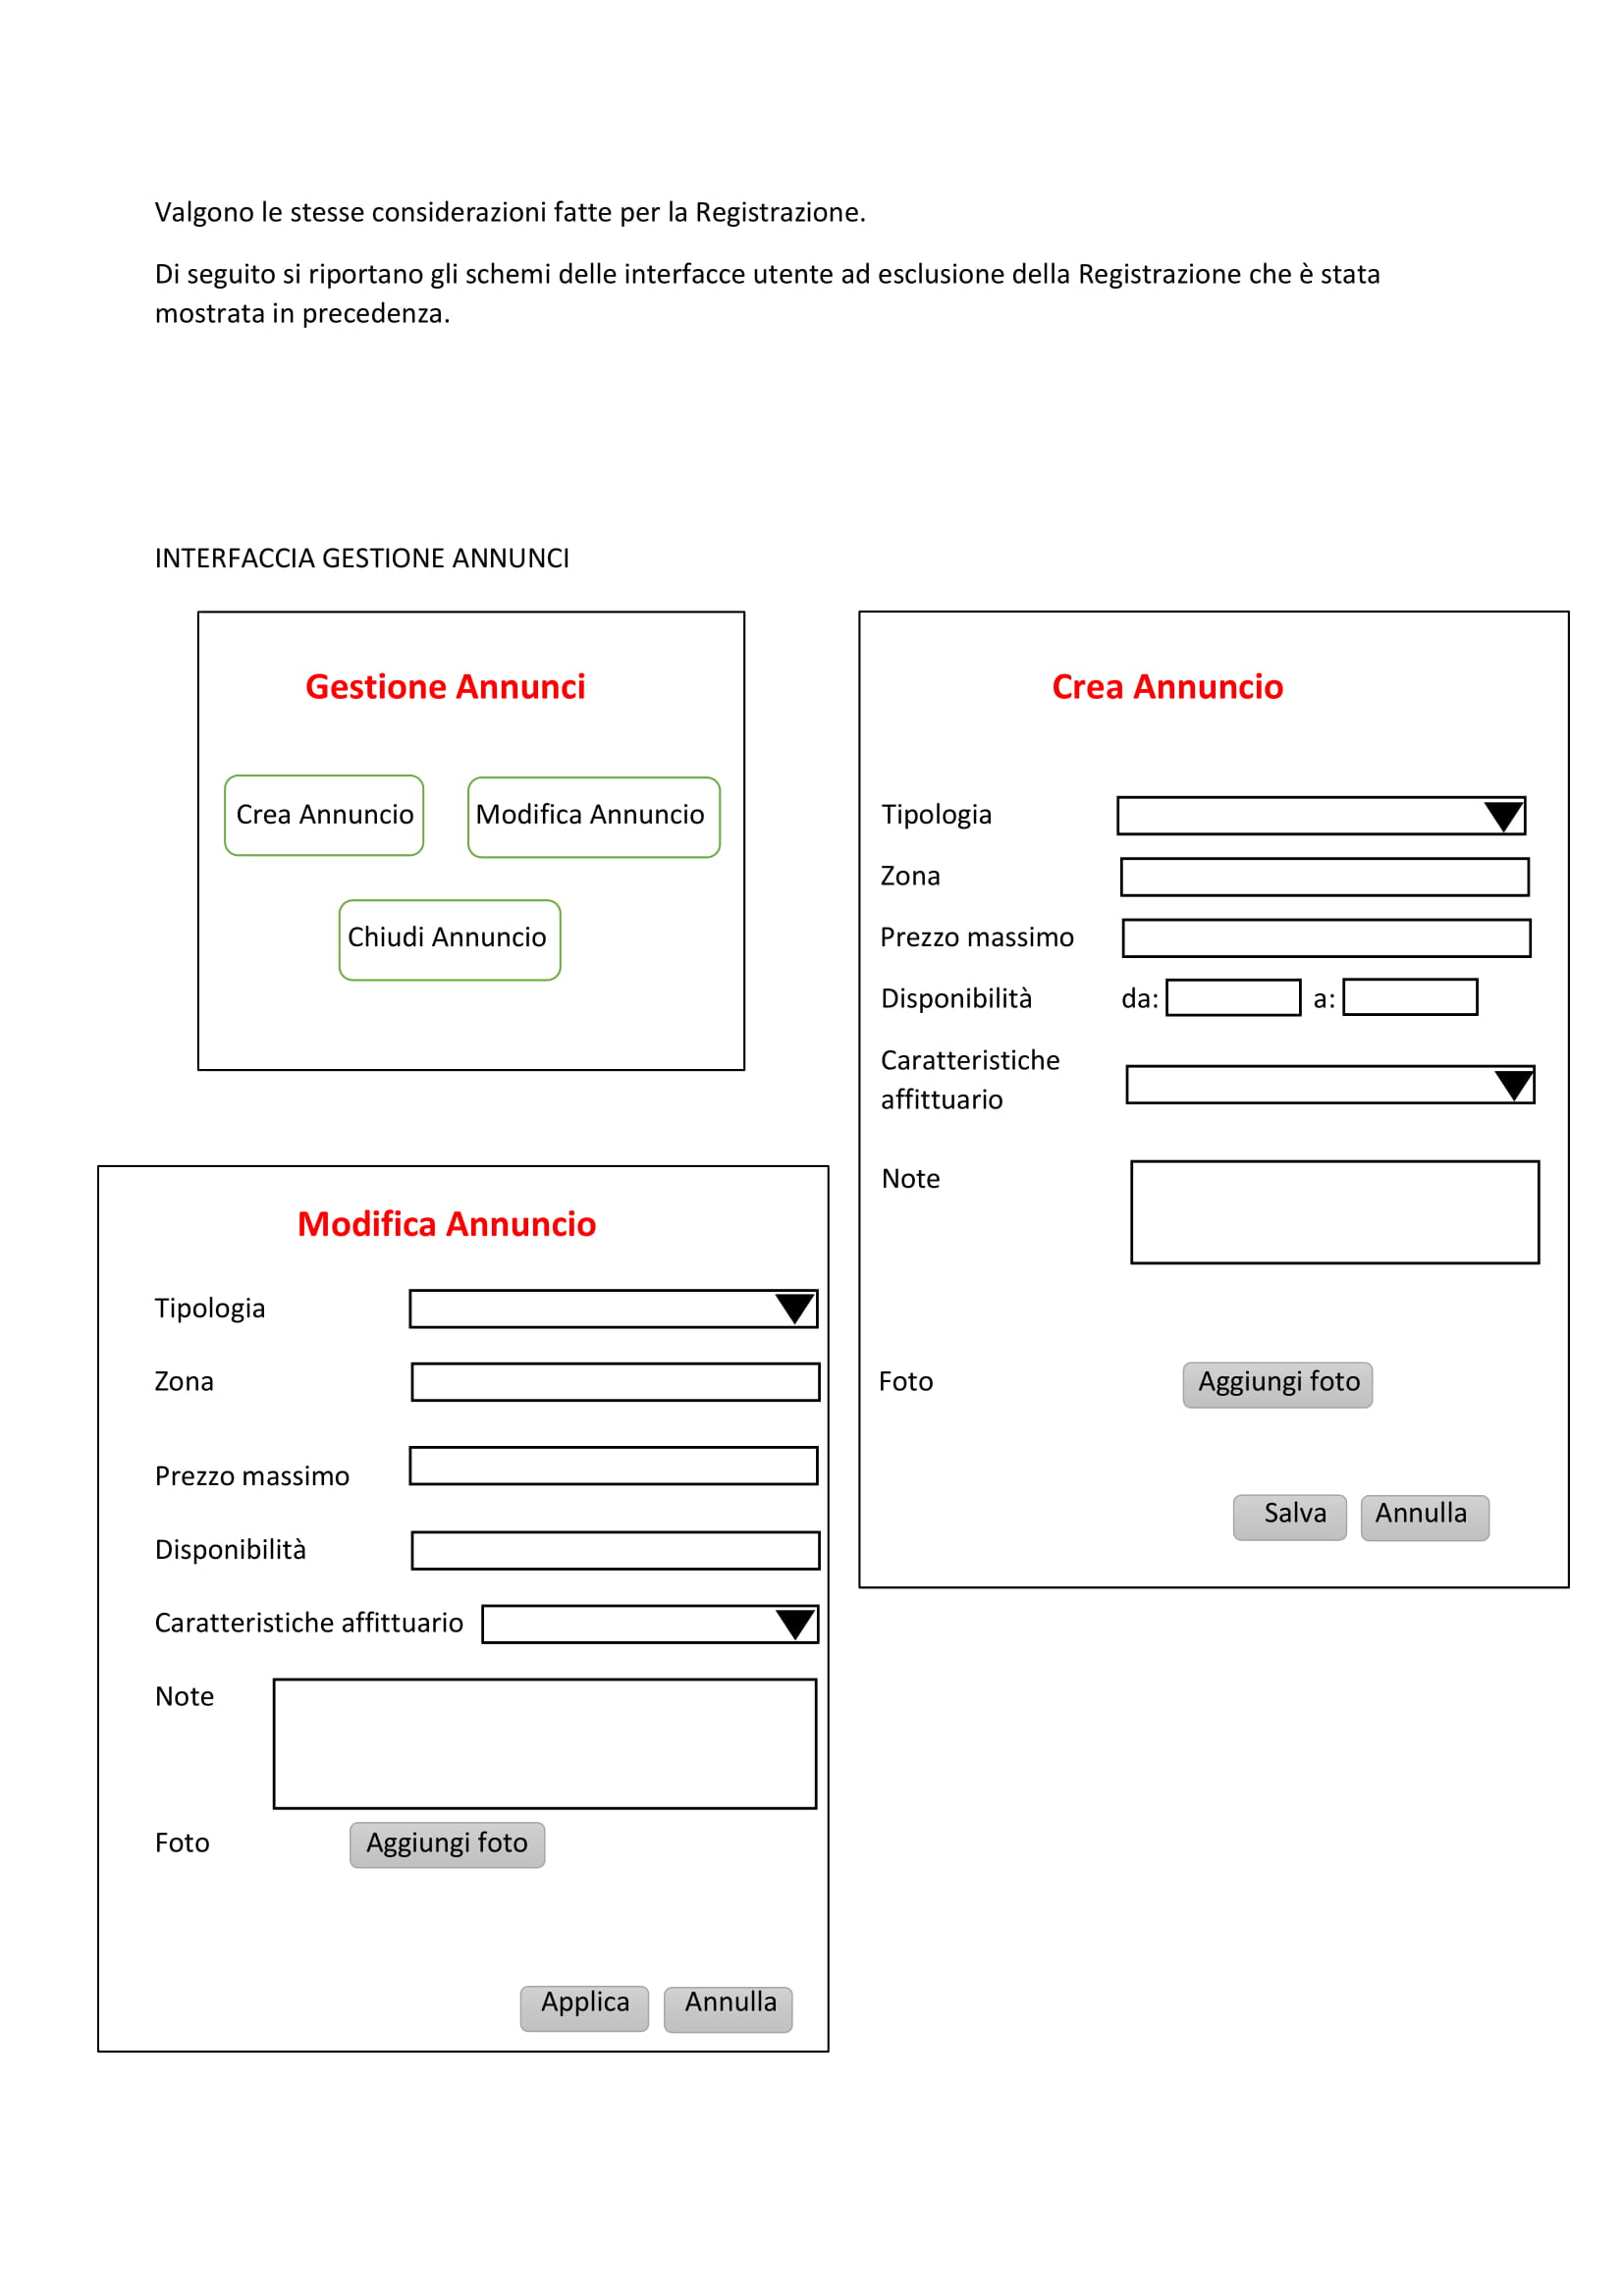 Valgono le stesse considerazioni fatte per la Registrazione.
Di seguito si riportano gli schemi delle interfacce utente ad esclusione della Registrazione che è stata
mostrata in precedenza.
INTERFACCIA GESTIONE ANNUNCI
Gestione Annunci
Crea Annuncio
Modifica Annuncio
Chiudi Annuncio
Crea Annuncio
Tipologia
Zona
Prezzo massimo
Disponibilità da: a:
Caratteristiche
affittuario
Note
Foto Aggiungi foto
Salva Annulla
Modifica Annuncio
Tipologia
Zona
Prezzo massimo
Disponibilità
Caratteristiche affittuario
Note
Foto Aggiungi foto
Applica Annulla